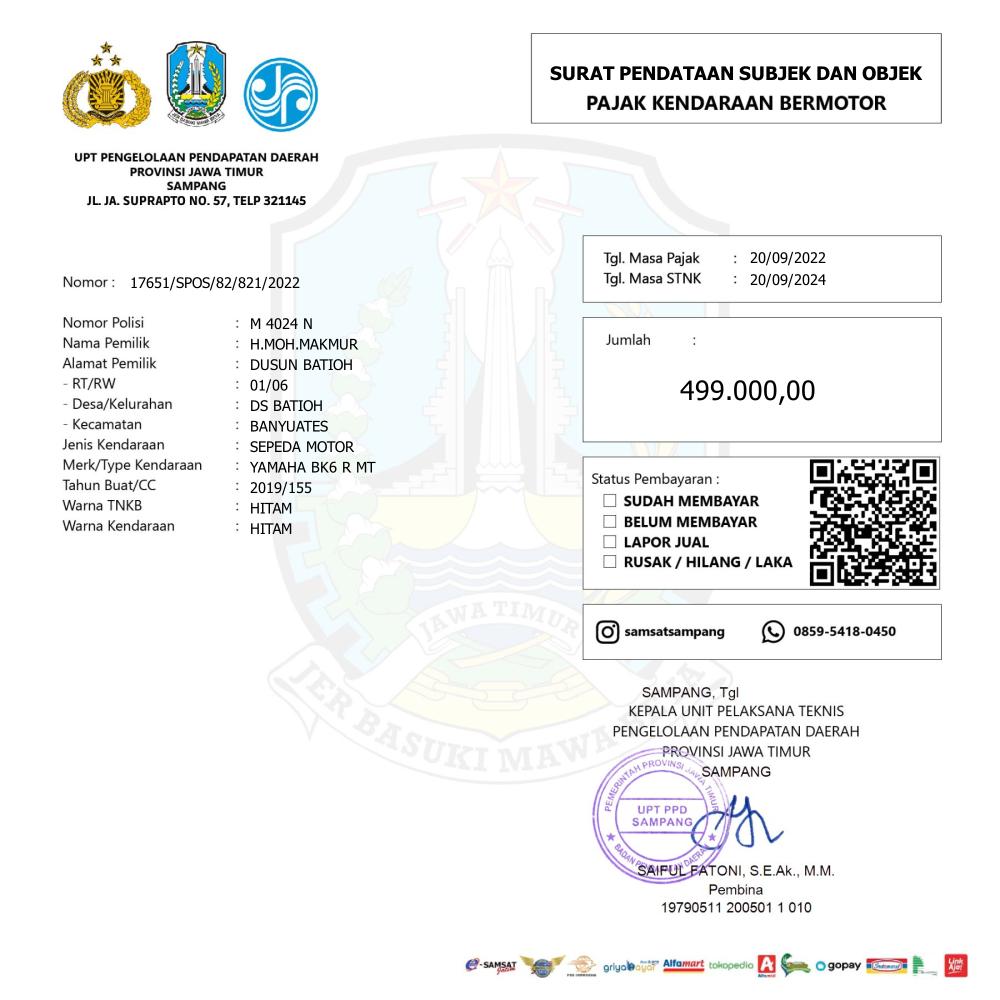 SURAT PENDATAAN SUBJEK DAN OBJEK
PAJAK KENDARAAN BERMOTOR
JER BASUKI MAWA BEYA
UPT PENGELOLAAN PENDAPATAN DAERAH
PROVINSI JAWA TIMUR
SAMPANG
JL. JA. SUPRAPTO NO. 57, TELP 321145
Nomor : 17651/SPOS/82/821/2022
Nomor Polisi : M 4024 N
Nama Pemilik : H.MOH.MAKMUR
Alamat Pemilik : DUSUN BATIOH
- RT/RW : 01/06
- Desa/Kelurahan : DS BATIOH
- Kecamatan : BANYUATES
Jenis Kendaraan : SEPEDA MOTOR
Merk/Type Kendaraan : YAMAHA BK6 R MT
Tahun Buat/CC : 2019/155
Warna TNKB : HITAM
Warna Kendaraan : HITAM
Tgl. Masa Pajak : 20/09/2022
Tgl. Masa STNK : 20/09/2024
Jumlah :
499.000,00
Status Pembayaran :
SUDAH MEMBAYAR
BELUM MEMBAYAR
LAPOR JUAL
RUSAK / HILANG / LAKA
samsatsampang 0859-5418-0450
JAWA TIMUR
JER BASUKI MAWA
SAMPANG, Tgl
KEPALA UNIT PELAKSANA TEKNIS
PENGELOLAAN PENDAPATAN DAERAH
PROVINSI JAWA TIMUR
SAMPANG
PEMERINTAH PROVINSI JAWA TIMUR
UPT PPD
SAMPANG
BADAN PENDAPATAN DAERAH
SAIFUL FATONI, S.E.Ak., M.M.
Pembina
19790511 200501 1 010
e-SAMSAT Jatim griyabayar Alfamart tokopedia A Alfamidi gopay Indomaret Link Aja!